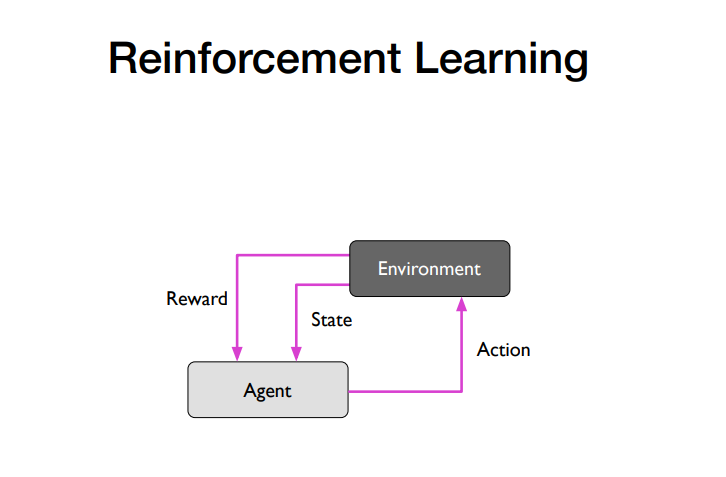 Reinforcement Learning
Environment
Reward
State
Action
Agent